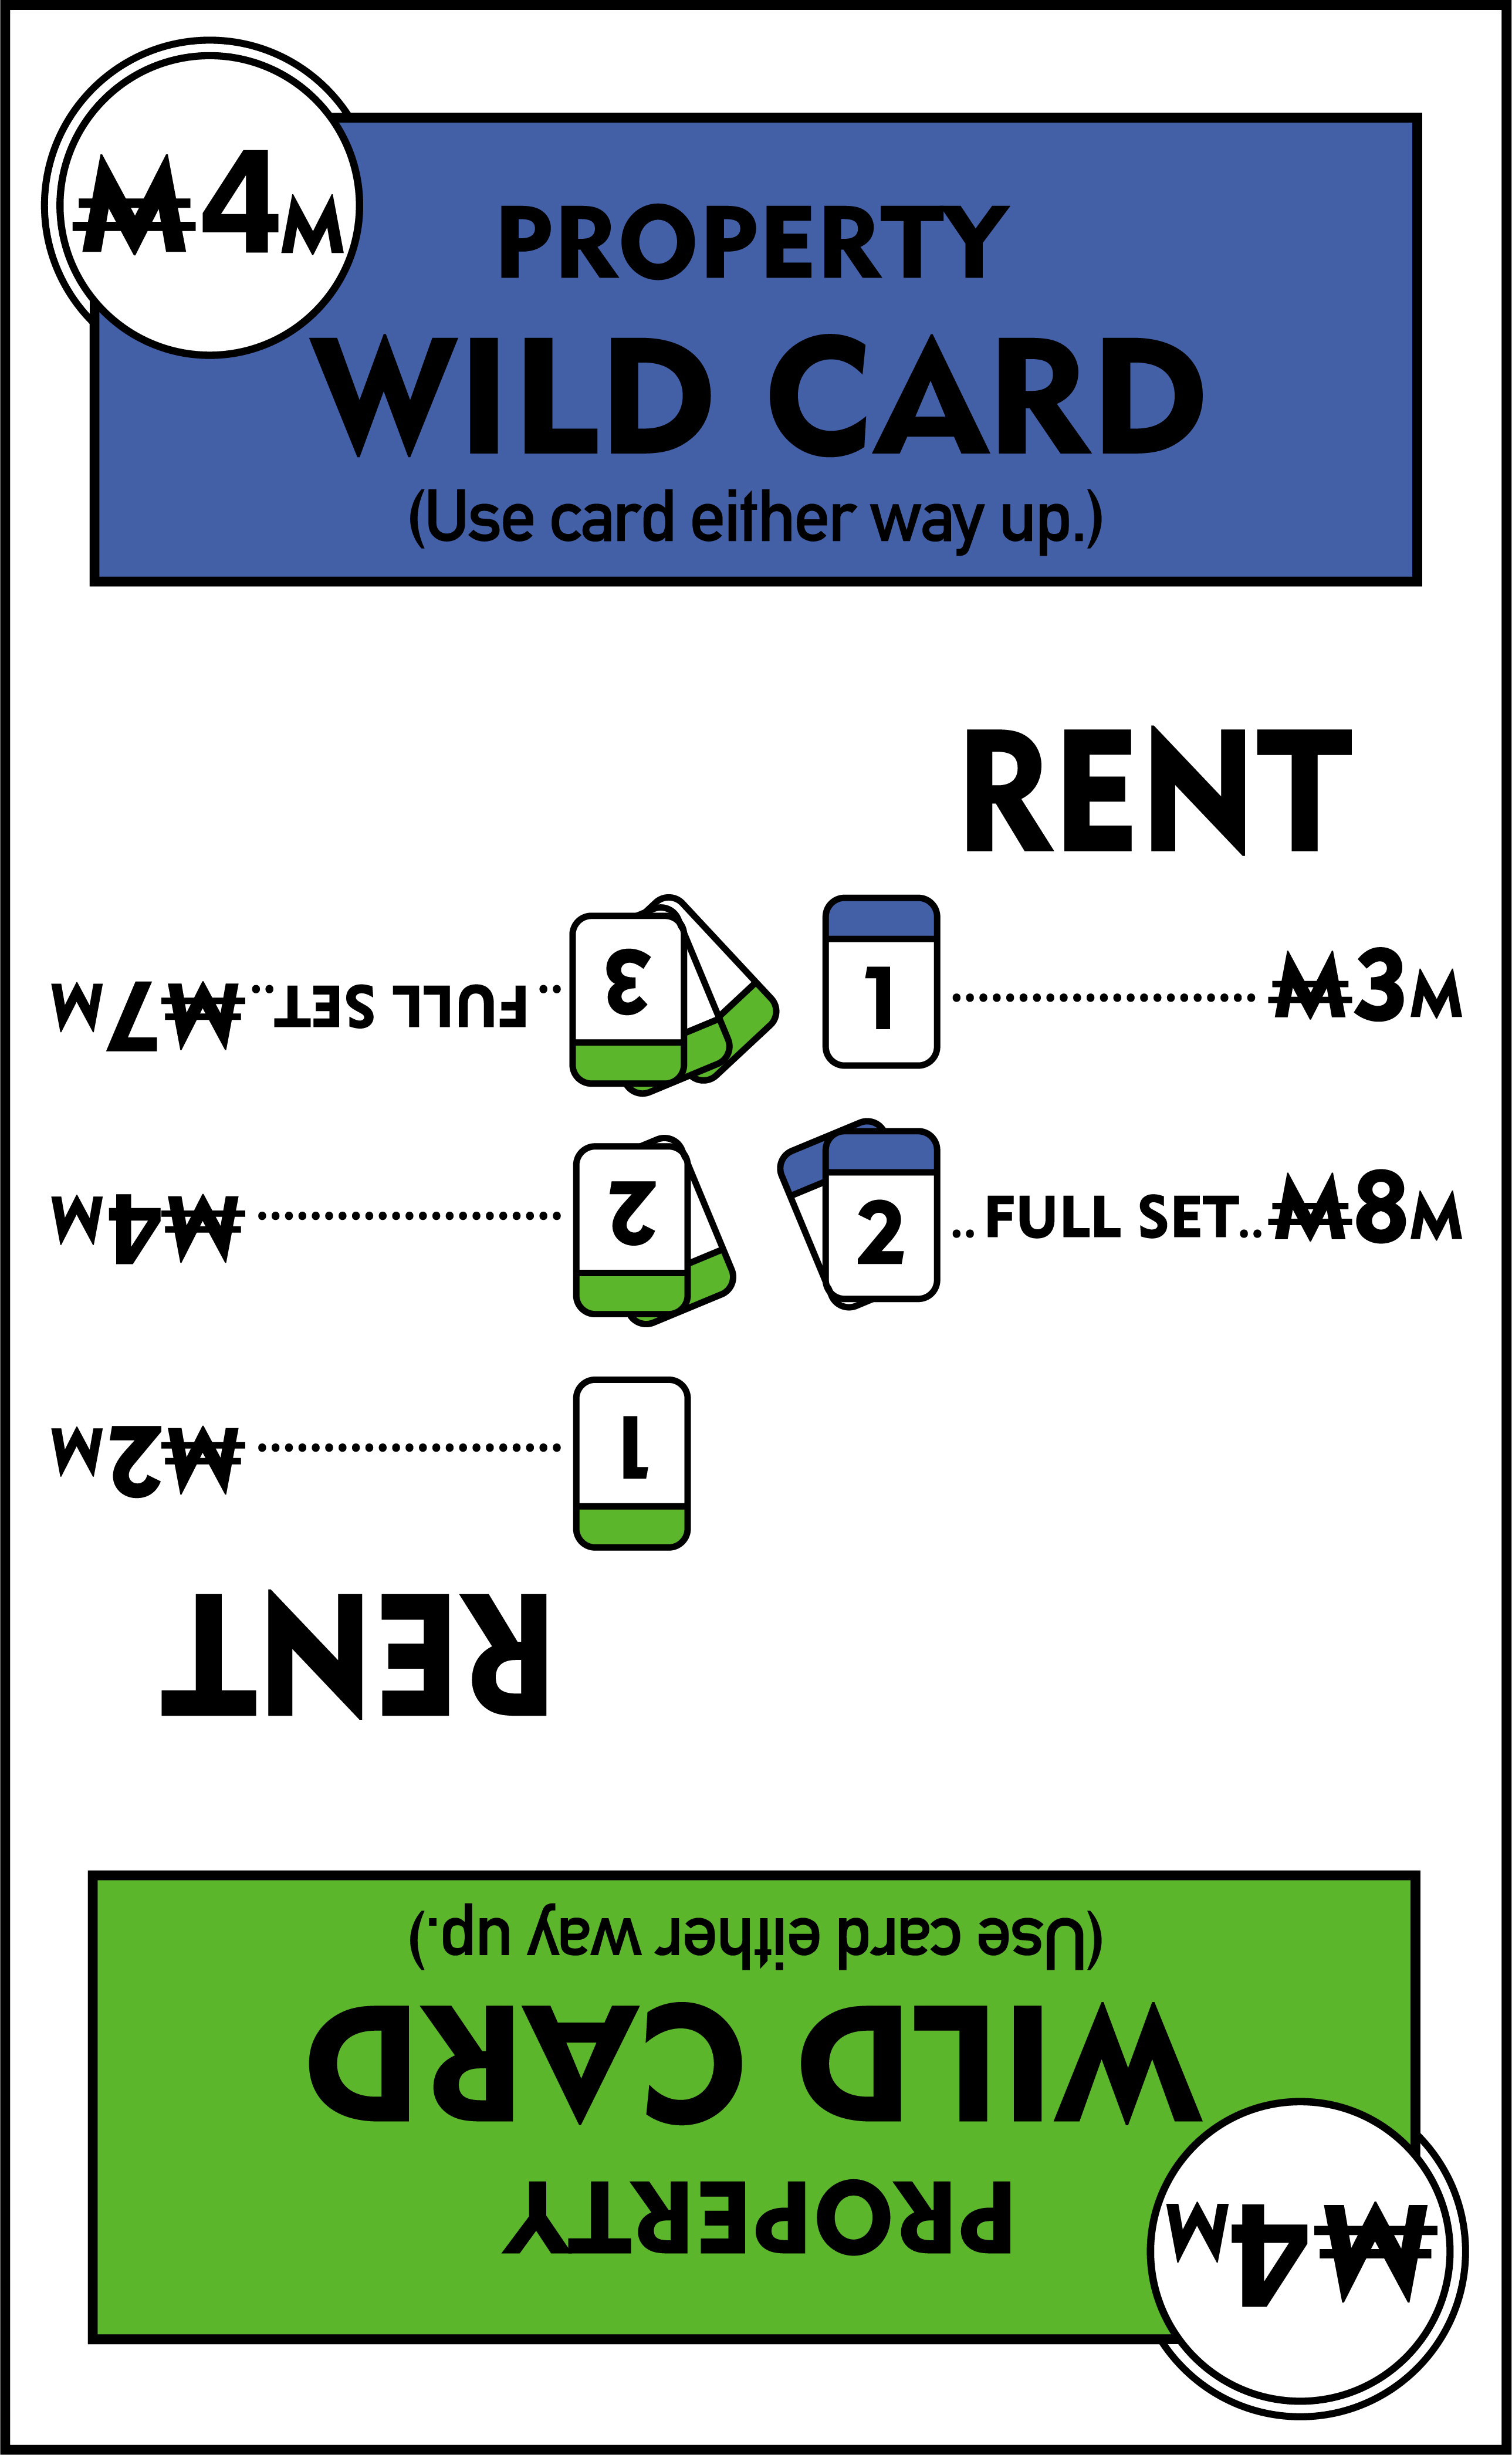 ₩4M
PROPERTY
WILD CARD
(Use card either way up.)
RENT
1 ₩3M
2 .. FULL SET.. ₩8M
₩4M
PROPERTY
WILD CARD
(Use card either way up.)
RENT
1 ₩2M
2 ₩4M
3 .. FULL SET.. ₩7M